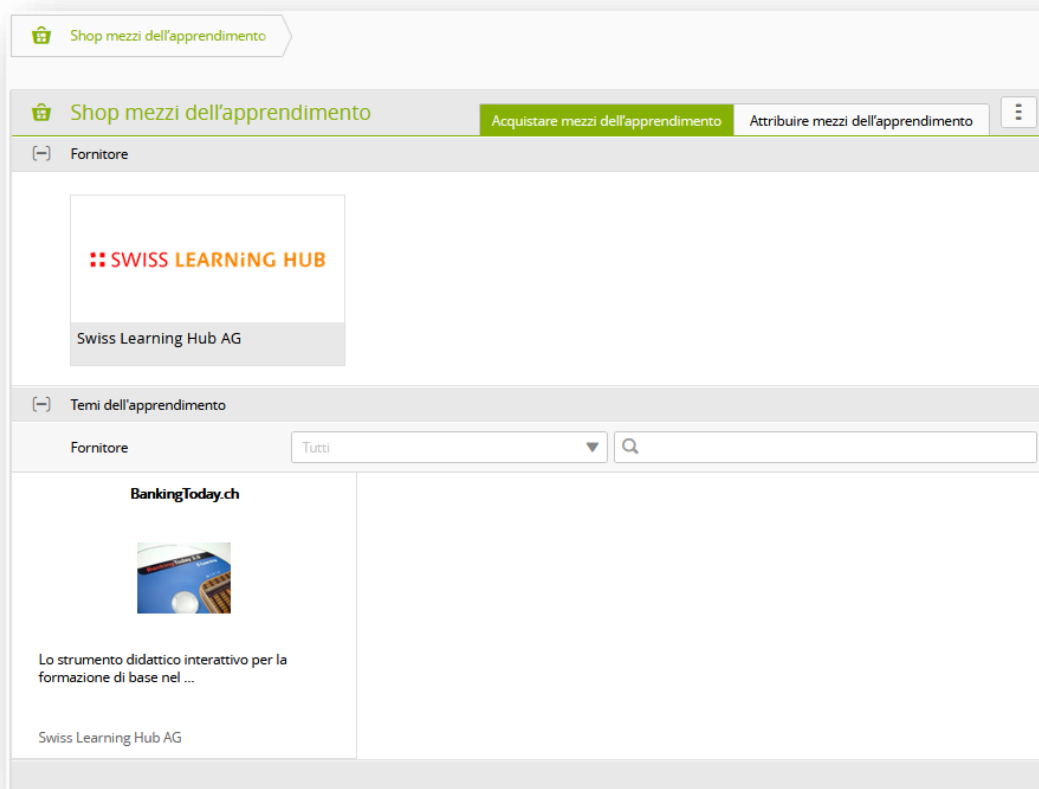 Shop mezzi dell'apprendimento
Shop mezzi dell'apprendimento
Acquistare mezzi dell'apprendimento
Attribuire mezzi dell'apprendimento
Fornitore
SWISS LEARNiNG HUB
Swiss Learning Hub AG
Temi dell'apprendimento
Fornitore
Tutti
BankingToday.ch
Lo strumento didattico interattivo per la
formazione di base nel ...
Swiss Learning Hub AG